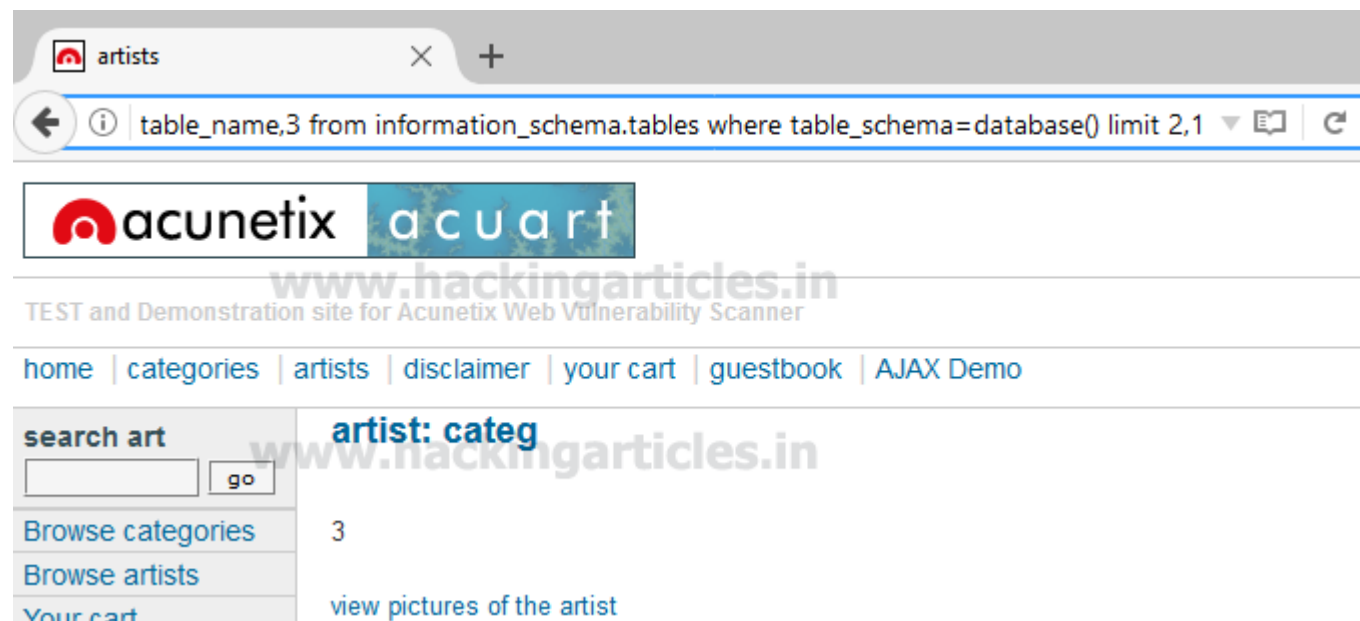 artists
table_name,3 from information_schema.tables where table_schema=database() limit 2,1
acunetix acuart
www.hackingarticles.in
TEST and Demonstration site for Acunetix Web Vulnerability Scanner
home | categories | artists | disclaimer | your cart | guestbook | AJAX Demo
search art
go
artist: categ
www.hackingarticles.in
Browse categories
3
Browse artists
view pictures of the artist
Your cart